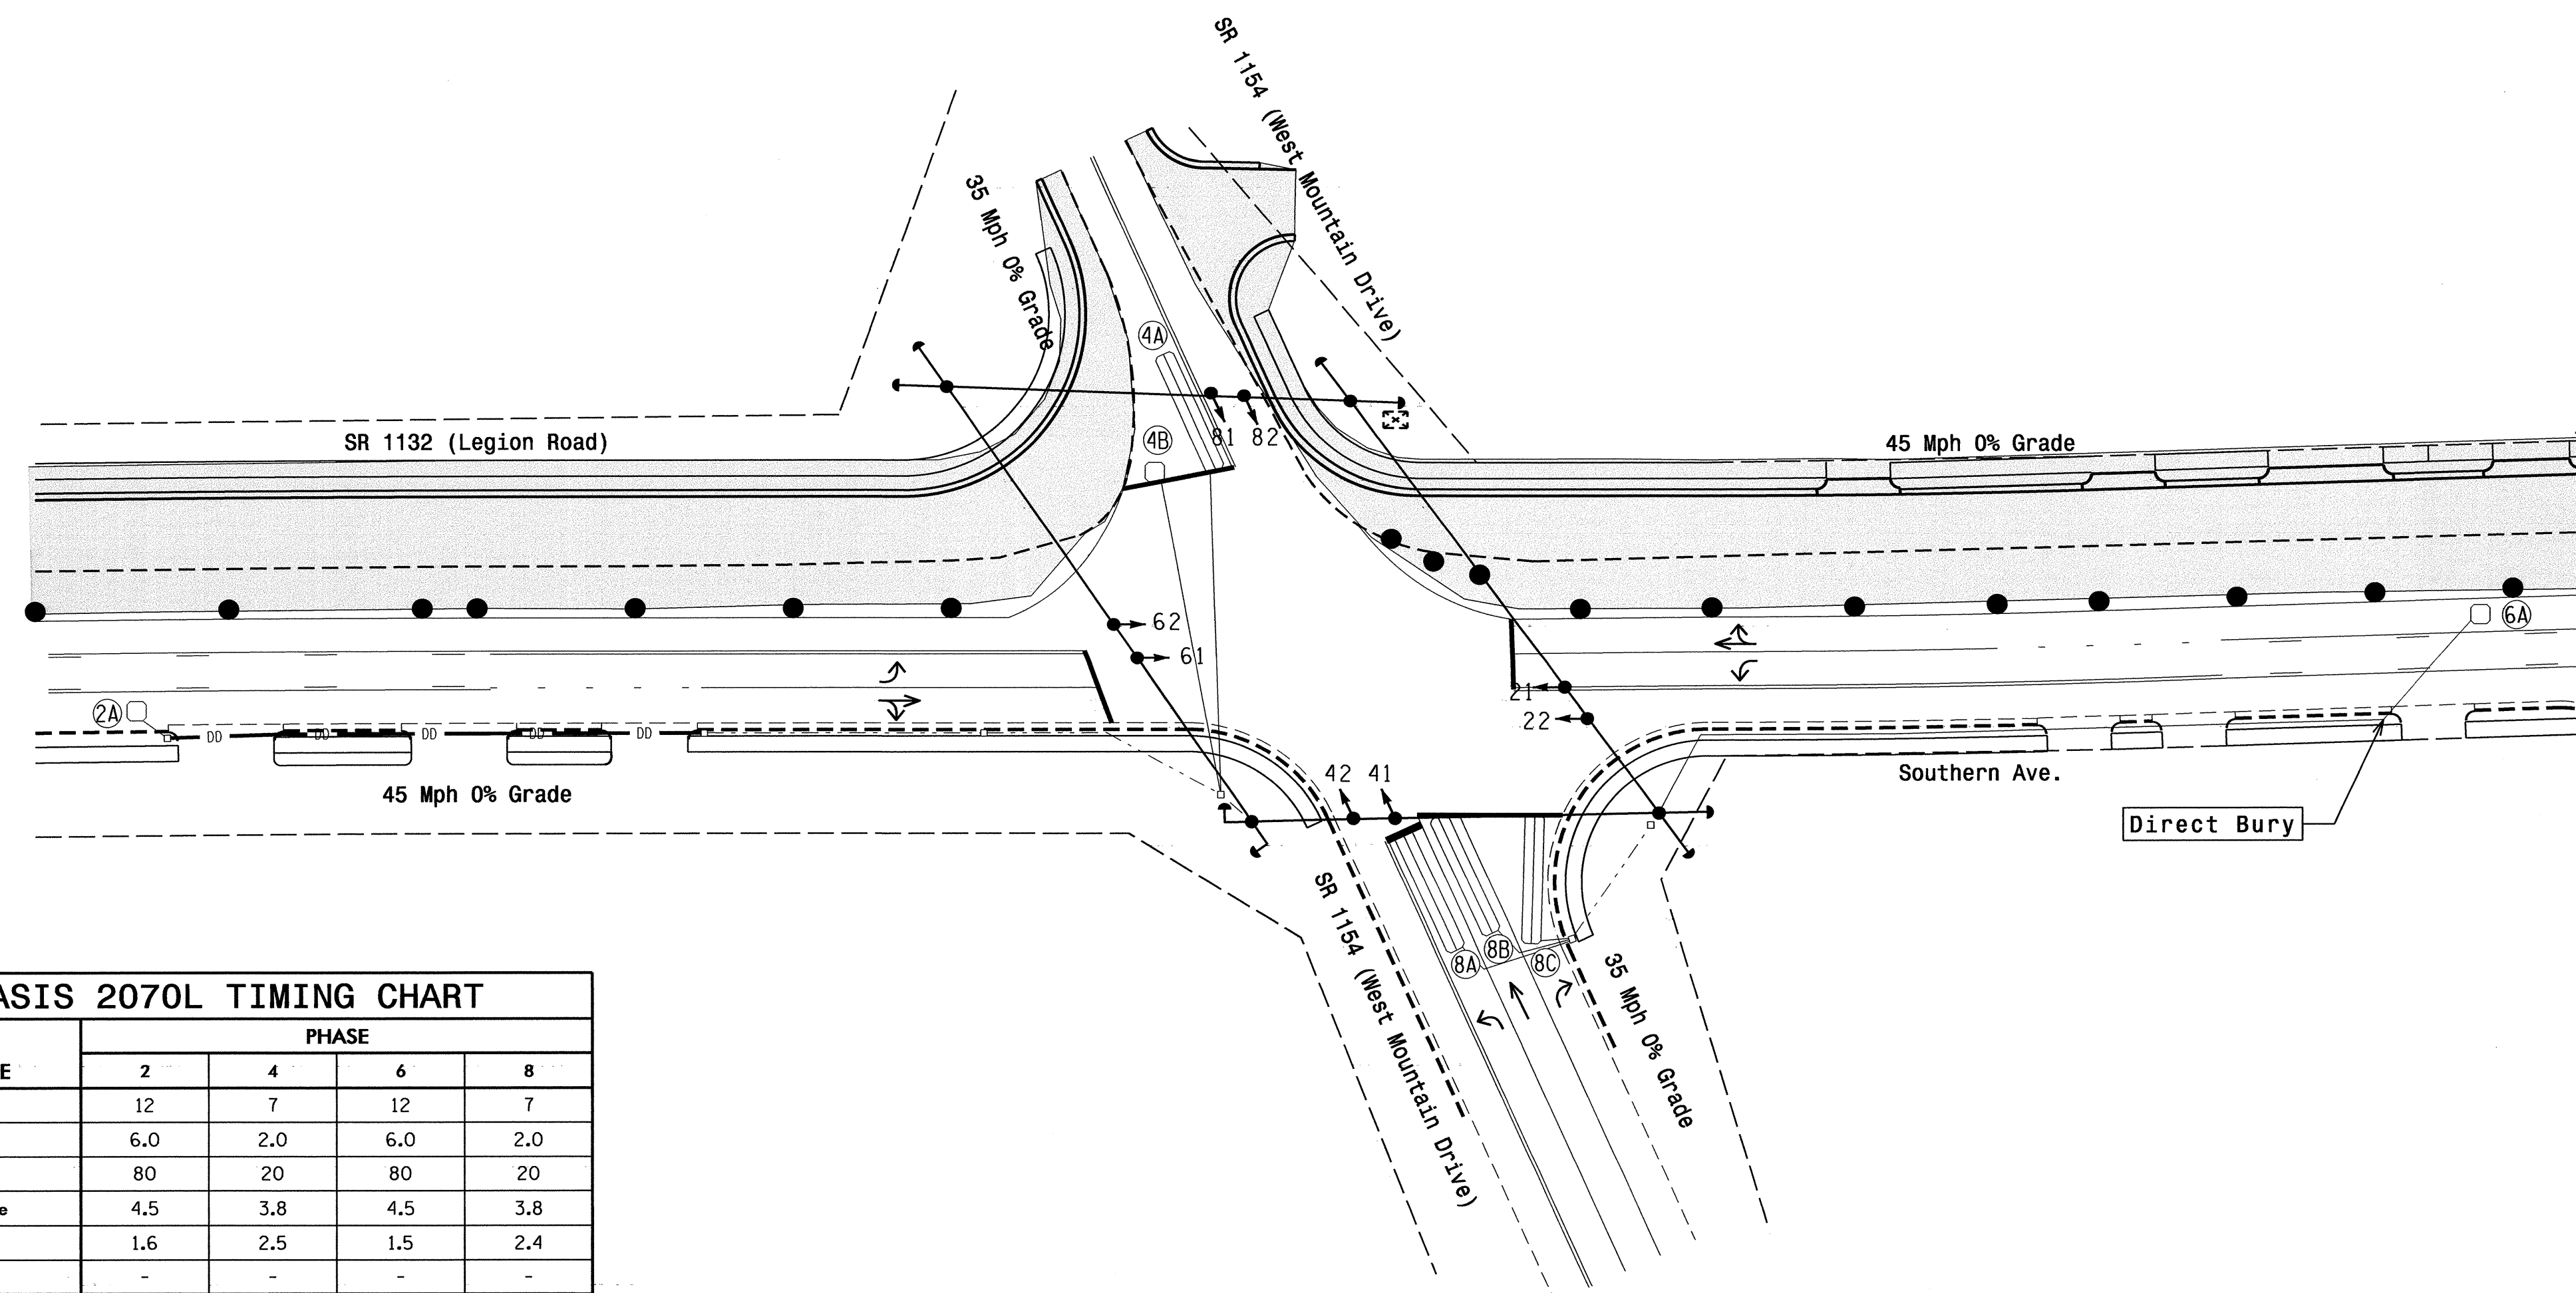 SR 1154 (West Mountain Drive)
35 Mph 0% Grade
4A
4B
81 82
SR 1132 (Legion Road)
45 Mph 0% Grade
62
61
6A
2A
DD DD DD DD DD
21
22
45 Mph 0% Grade
42 41
Southern Ave.
Direct Bury
SR 1154 (West Mountain Drive)
8A
8B
8C
35 Mph 0% Grade
ASIS 2070L TIMING CHART
PHASE
E 2 4 6 8
12 7 12 7
6.0 2.0 6.0 2.0
80 20 80 20
e 4.5 3.8 4.5 3.8
1.6 2.5 1.5 2.4
- - - -